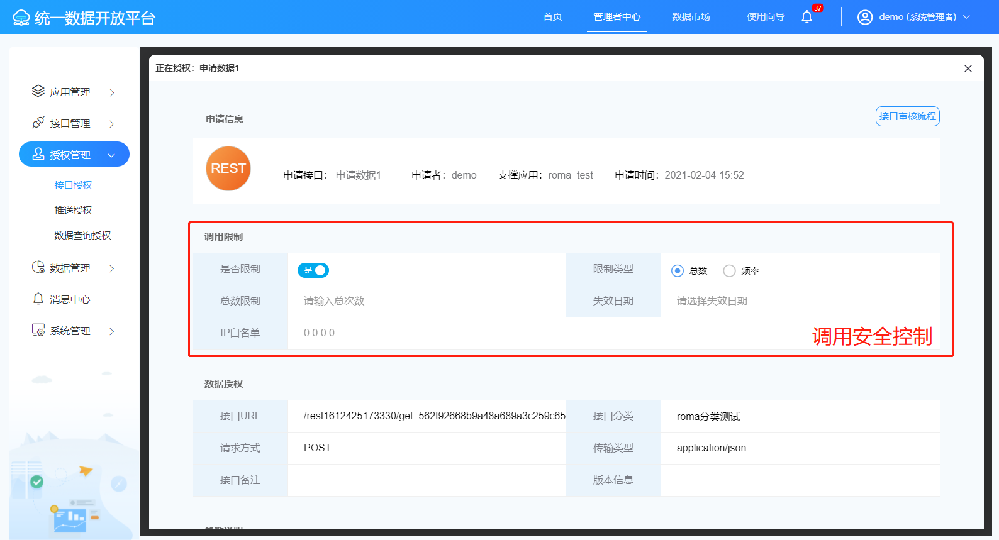 统一数据开放平台
首页
管理者中心
数据市场
使用向导
37
demo (系统管理者)
应用管理
接口管理
授权管理
接口授权
推送授权
数据查询授权
数据管理
消息中心
系统管理
正在授权：申请数据1
申请信息
接口审核流程
REST
申请接口： 申请数据1
申请者：demo
支撑应用：roma_test
申请时间：2021-02-04 15:52
调用限制
是否限制 是
限制类型 总数 频率
总数限制 请输入总次数
失效日期 请选择失效日期
IP白名单 0.0.0.0
调用安全控制
数据授权
接口URL /rest1612425173330/get_562f92668b9a48a689a3c259c65
接口分类 roma分类测试
请求方式 POST
传输类型 application/json
接口备注
版本信息